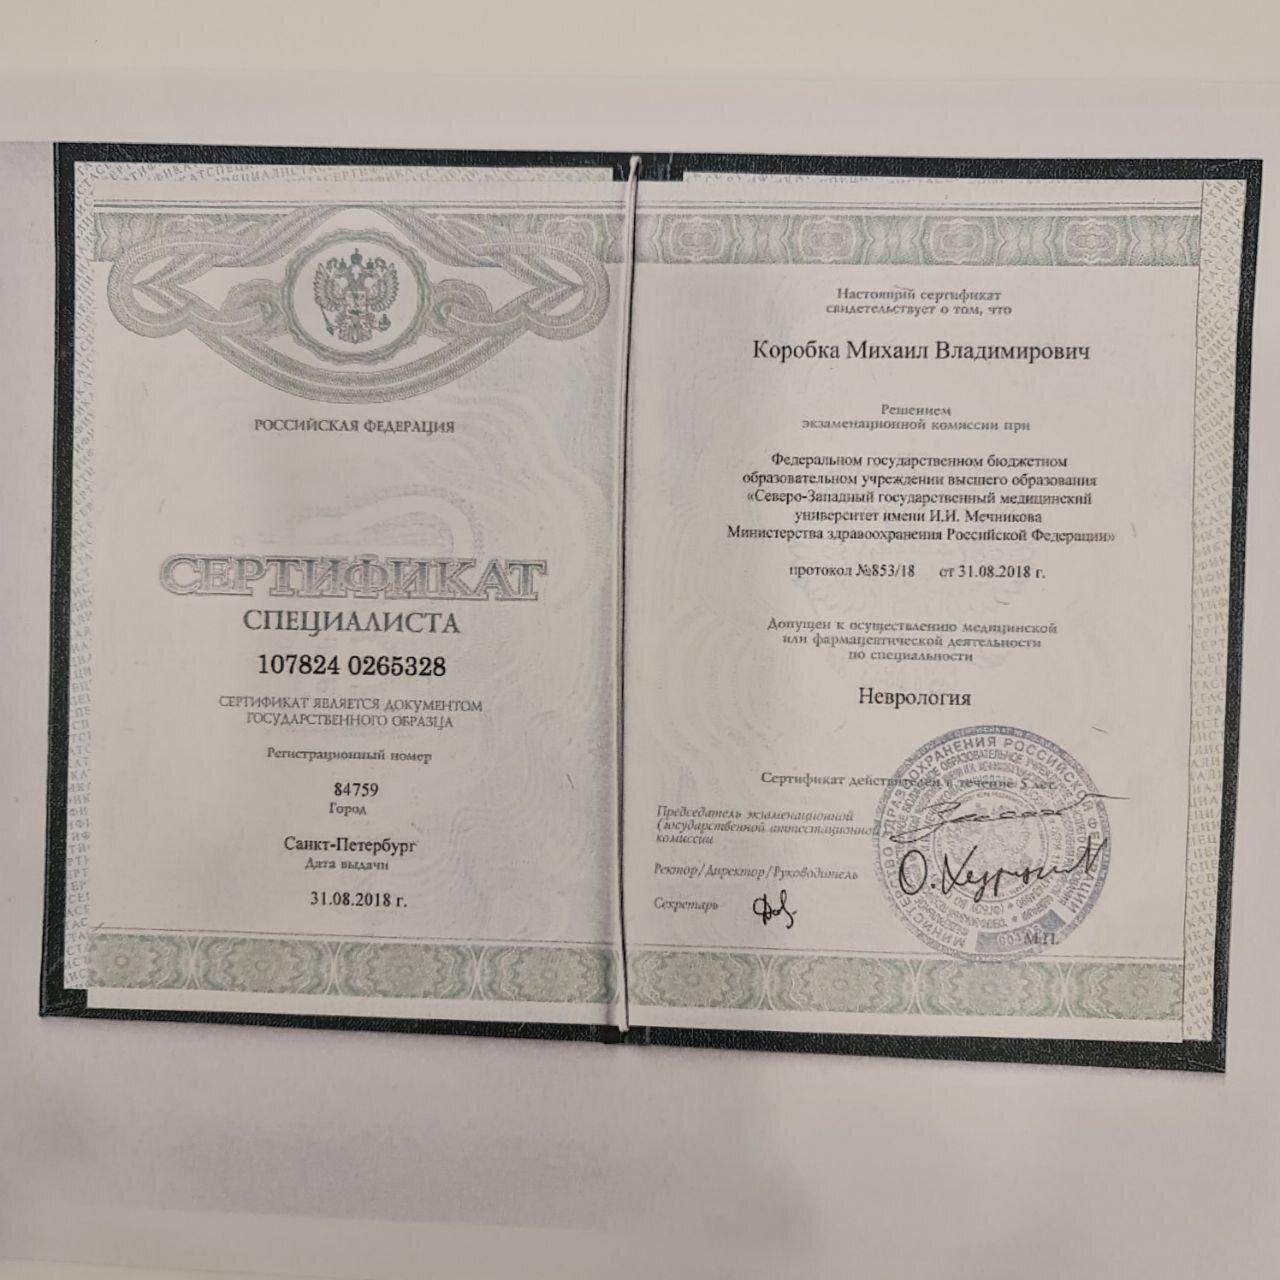 РОССИЙСКАЯ ФЕДЕРАЦИЯ
СЕРТИФИКАТ
СПЕЦИАЛИСТА
107824 0265328
СЕРТИФИКАТ ЯВЛЯЕТСЯ ДОКУМЕНТОМ
ГОСУДАРСТВЕННОГО ОБРАЗЦА
Регистрационный номер
84759
Город
Санкт-Петербург
Дата выдачи
31.08.2018 г.
Настоящий сертификат
свидетельствует о том, что
Коробка Михаил Владимирович
Решением
экзаменационной комиссии при
Федеральном государственном бюджетном
образовательном учреждении высшего образования
«Северо-Западный государственный медицинский
университет имени И.И. Мечникова
Министерства здравоохранения Российской Федерации»
протокол №853/18 от 31.08.2018 г.
Допущен к осуществлению медицинской
или фармацевтической деятельности
по специальности
Неврология
Сертификат действителен в течение 5 лет.
Председатель экзаменационной
(государственной аттестационной)
комиссии
Ректор/Директор/Руководитель
Секретарь
М.П.
МИНИСТЕРСТВО ЗДРАВООХРАНЕНИЯ РОССИЙСКОЙ ФЕДЕРАЦИИ